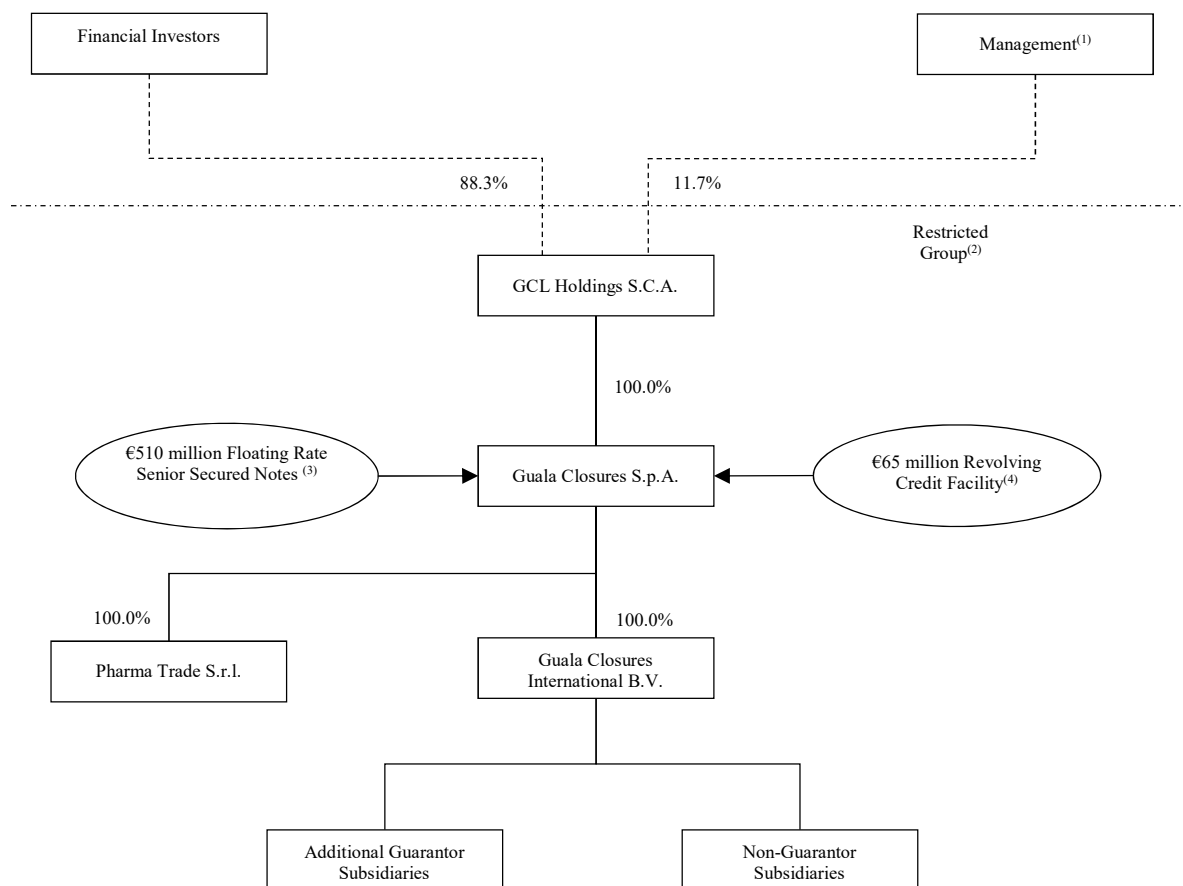 Financial Investors
Management(1)
88.3%
11.7%
Restricted
Group(2)
GCL Holdings S.C.A.
100.0%
€510 million Floating Rate
Senior Secured Notes (3)
Guala Closures S.p.A.
€65 million Revolving
Credit Facility(4)
100.0%
100.0%
Pharma Trade S.r.l.
Guala Closures
International B.V.
Additional Guarantor
Subsidiaries
Non-Guarantor
Subsidiaries